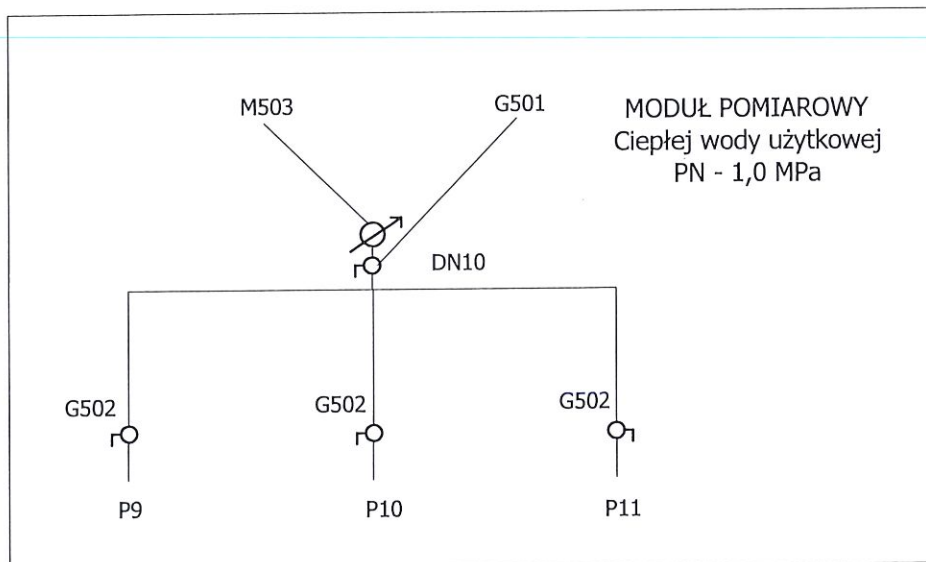 M503
G501
MODUŁ POMIAROWY
Ciepłej wody użytkowej
PN - 1,0 MPa
DN10
G502
G502
G502
P9
P10
P11